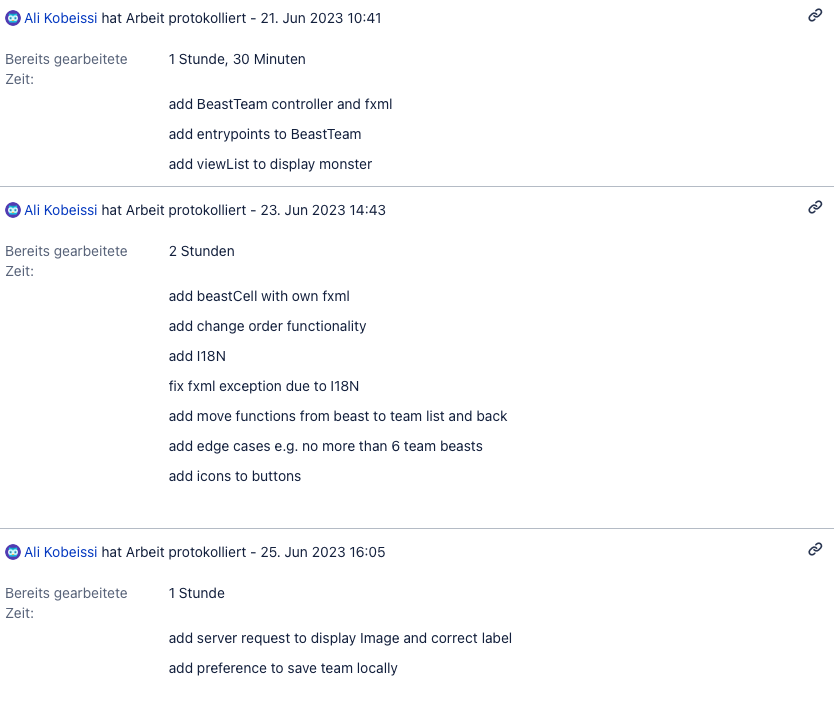 Ali Kobeissi hat Arbeit protokolliert - 21. Jun 2023 10:41
Bereits gearbeitete Zeit: 1 Stunde, 30 Minuten
add BeastTeam controller and fxml
add entrypoints to BeastTeam
add viewList to display monster
Ali Kobeissi hat Arbeit protokolliert - 23. Jun 2023 14:43
Bereits gearbeitete Zeit: 2 Stunden
add beastCell with own fxml
add change order functionality
add I18N
fix fxml exception due to I18N
add move functions from beast to team list and back
add edge cases e.g. no more than 6 team beasts
add icons to buttons
Ali Kobeissi hat Arbeit protokolliert - 25. Jun 2023 16:05
Bereits gearbeitete Zeit: 1 Stunde
add server request to display Image and correct label
add preference to save team locally